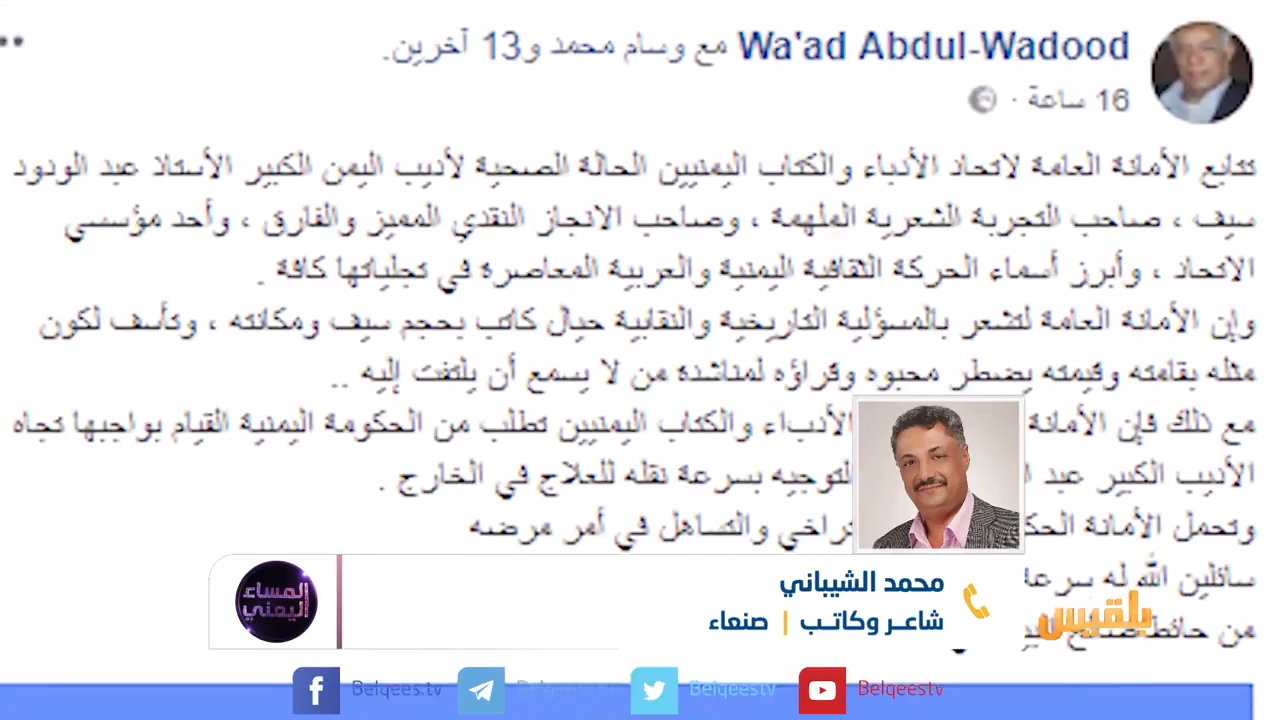 Wa'ad Abdul-Wadood مع وسام محمد و13 آخرين.
16 ساعة ·
تتابع الأمانة العامة لاتحاد الأدباء والكتاب اليمنيين الحالة الصحية لأديب اليمن الكبير الأستاذ عبد الودود
سيف ، صاحب التجربة الشعرية الملهمة ، وصاحب الانجاز النقدي المميز والفارق ، وأحد مؤسسي
الاتحاد ، وأبرز أسماء الحركة الثقافية اليمنية والعربية المعاصرة في تجلياتها كافة .
وإن الأمانة العامة لتشعر بالمسؤلية التاريخية والنقابية حيال كاتب بحجم سيف ومكانته ، وتأسف لكون
مثله بقامته وقيمته يضطر محبوه وقراؤه لمناشدة من لا يسمع أن يلتفت إليه ..
مع ذلك فإن الأمانة الأدباء والكتاب اليمنيين تطلب من الحكومة اليمنية القيام بواجبها تجاه
الأديب الكبير عبد التوجيه بسرعة نقله للعلاج في الخارج .
وتحمل الأمانة والتساهل في أمر مرضه
سائلين الله له سرعة
من حائط
محمد الشيباني
شاعر وكاتب | صنعاء
المساء
اليمني
بلقيس
Belqees.tv
Belqeestv
Belqeestv
Belqeestv